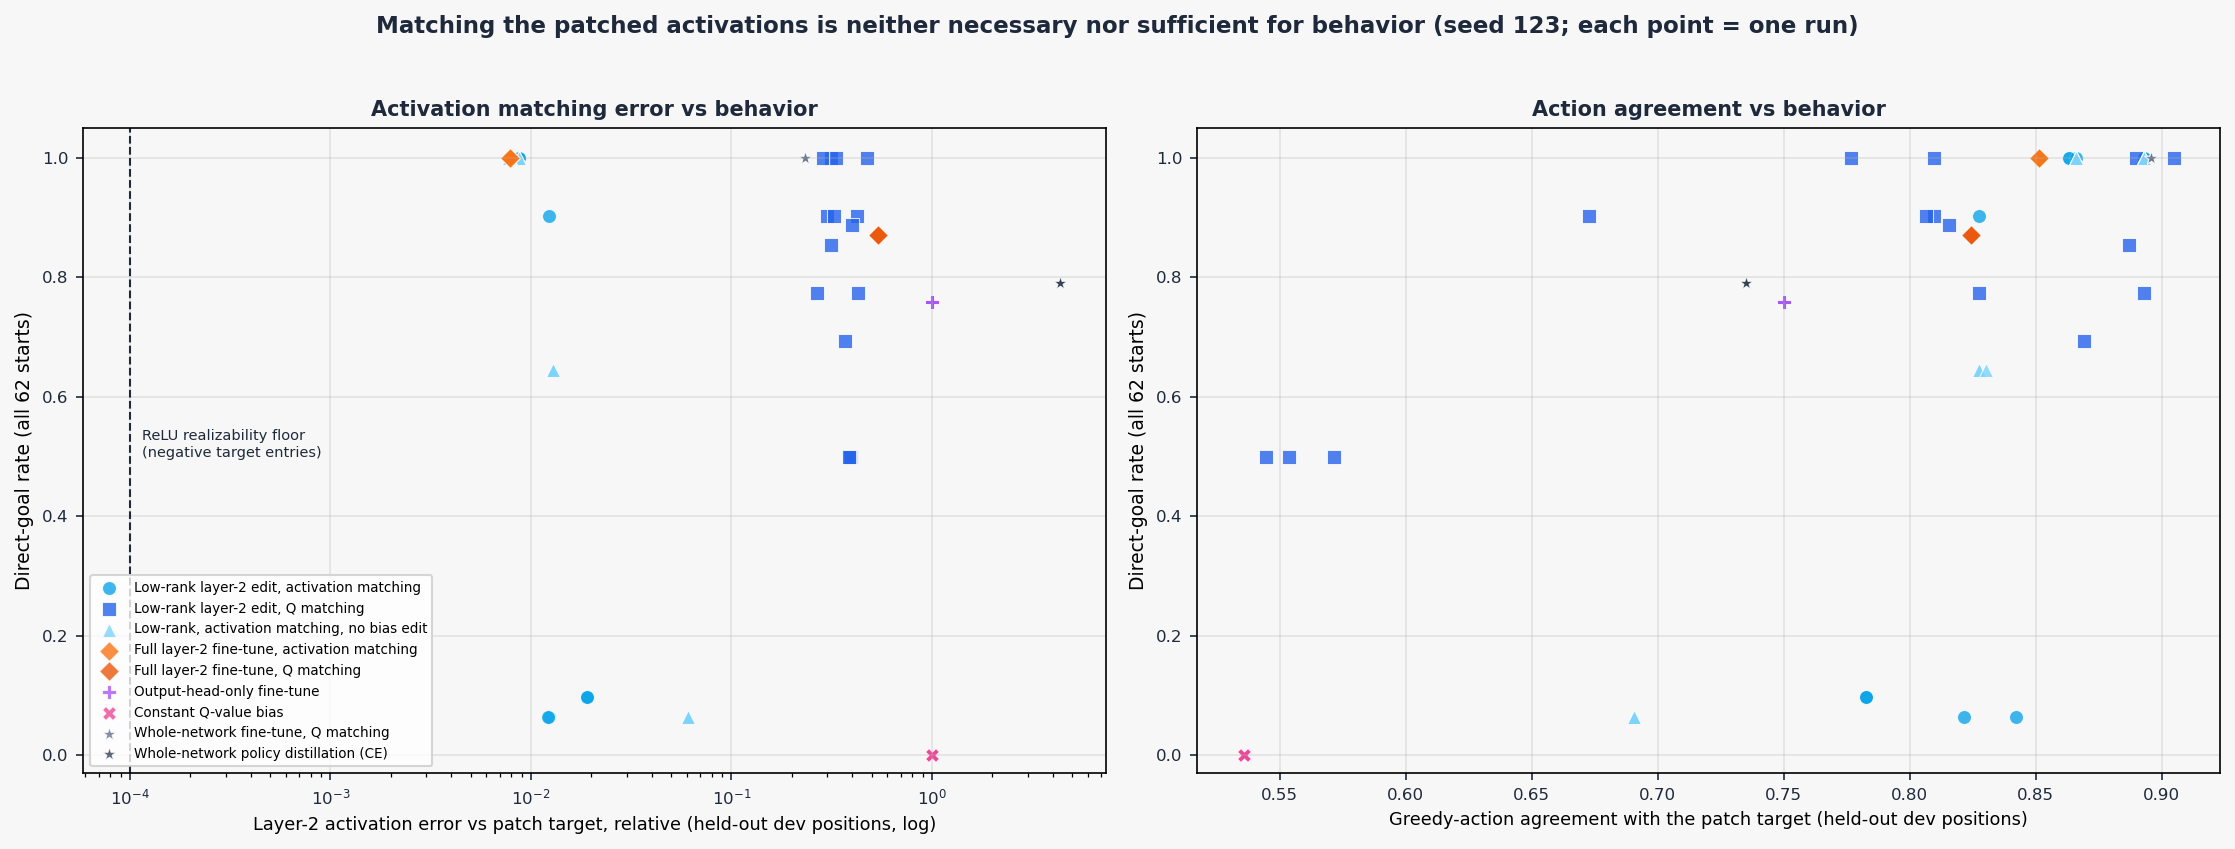 Matching the patched activations is neither necessary nor sufficient for behavior (seed 123; each point = one run)
Activation matching error vs behavior
Direct-goal rate (all 62 starts)
1.0
0.8
0.6
0.4
0.2
0.0
ReLU realizability floor
(negative target entries)
Low-rank layer-2 edit, activation matching
Low-rank layer-2 edit, Q matching
Low-rank, activation matching, no bias edit
Full layer-2 fine-tune, activation matching
Full layer-2 fine-tune, Q matching
Output-head-only fine-tune
Constant Q-value bias
Whole-network fine-tune, Q matching
Whole-network policy distillation (CE)
10⁻⁴ 10⁻³ 10⁻² 10⁻¹ 10⁰
Layer-2 activation error vs patch target, relative (held-out dev positions, log)
Action agreement vs behavior
Direct-goal rate (all 62 starts)
1.0
0.8
0.6
0.4
0.2
0.0
0.55 0.60 0.65 0.70 0.75 0.80 0.85 0.90
Greedy-action agreement with the patch target (held-out dev positions)